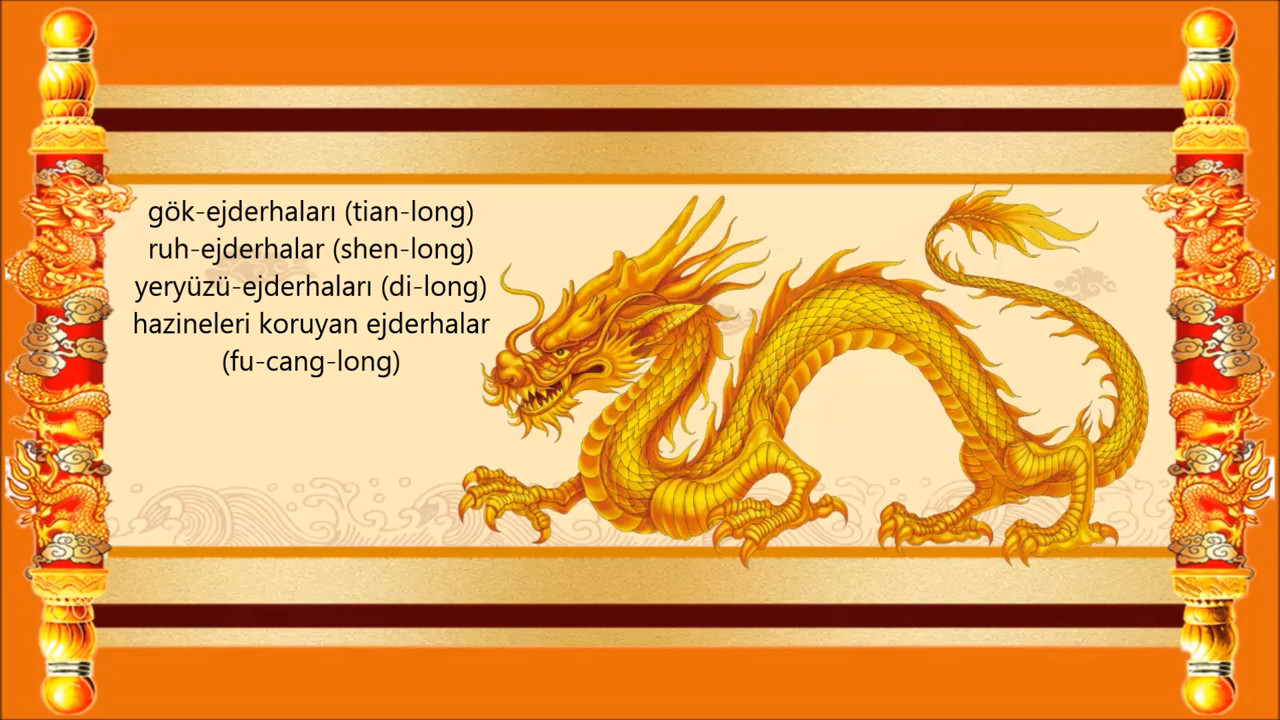 gök-ejderhaları (tian-long)
ruh-ejderhalar (shen-long)
yeryüzü-ejderhaları (di-long)
hazineleri koruyan ejderhalar
(fu-cang-long)